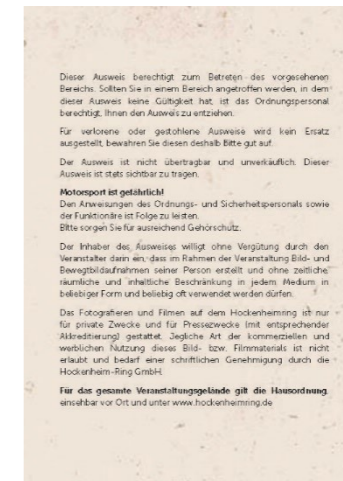 Dieser Ausweis berechtigt zum Betreten des vorgesehenen
Bereichs. Sollten Sie in einem Bereich angetroffen werden, in dem
dieser Ausweis keine Gültigkeit hat, ist das Ordnungspersonal
berechtigt, Ihnen den Ausweis zu entziehen.
Für verlorene oder gestohlene Ausweise wird kein Ersatz
ausgestellt, bewahren Sie diesen deshalb Bitte gut auf.
Der Ausweis ist nicht übertragbar und unverkäuflich. Dieser
Ausweis ist stets sichtbar zu tragen.
Motorsport ist gefährlich!
Den Anweisungen des Ordnungs- und Sicherheitspersonals sowie
der Funktionäre ist Folge zu leisten.
Bitte sorgen Sie für ausreichend Gehörschutz.
Der Inhaber des Ausweises willigt ohne Vergütung durch den
Veranstalter darin ein, dass im Rahmen der Veranstaltung Bild- und
Bewegtbildaufnahmen seiner Person erstellt und ohne zeitliche,
räumliche und inhaltliche Beschränkung in jedem Medium in
beliebiger Form und beliebig oft verwendet werden dürfen.
Das Fotografieren und Filmen auf dem Hockenheimring ist nur
für private Zwecke und für Pressezwecke (mit entsprechender
Akkreditierung) gestattet. Jegliche Art der kommerziellen und
werblichen Nutzung dieses Bild- bzw. Filmmaterials ist nicht
erlaubt und bedarf einer schriftlichen Genehmigung durch die
Hockenheim-Ring GmbH.
Für das gesamte Veranstaltungsgelände gilt die Hausordnung,
einsehbar vor Ort und unter www.hockenheimring.de